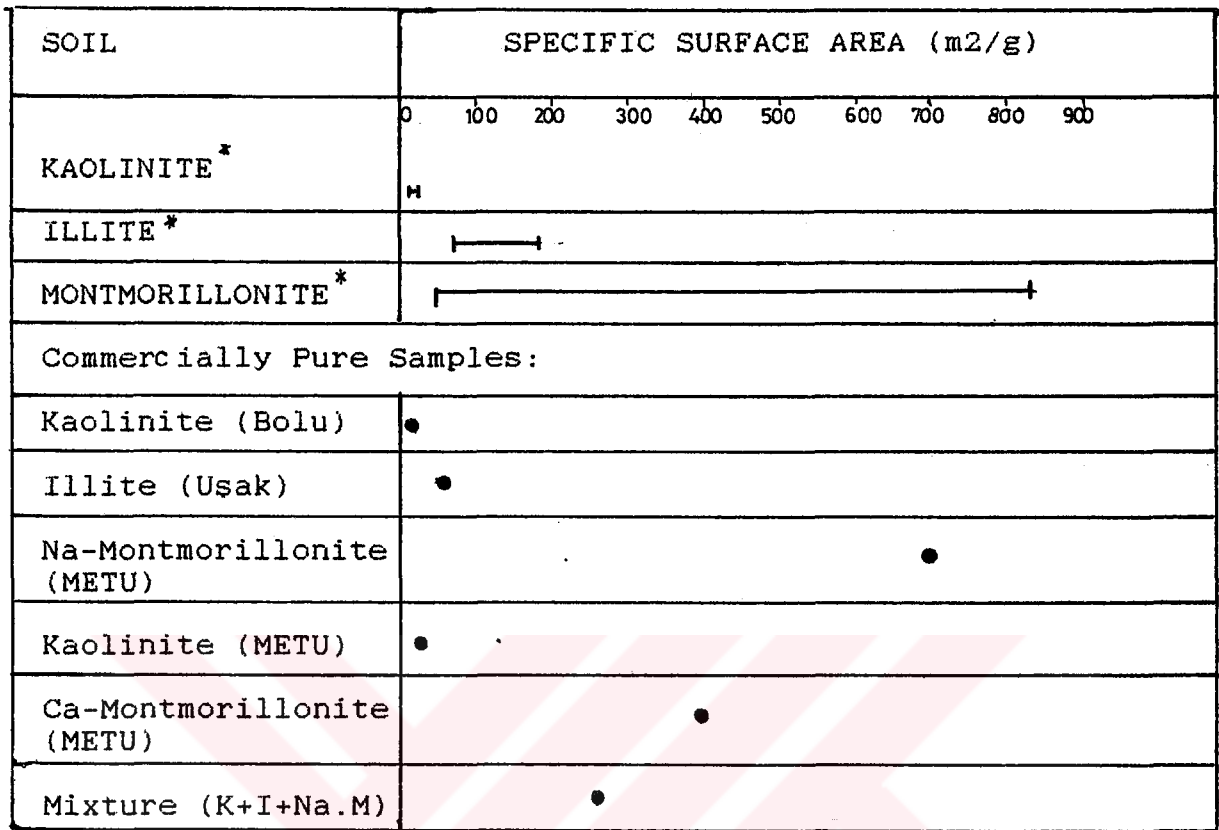 SOIL SPECIFIC SURFACE AREA (m2/g)
0 100 200 300 400 500 600 700 800 900
KAOLINITE*
ILLITE*
MONTMORILLONITE*
Commercially Pure Samples:
Kaolinite (Bolu)
Illite (Uşak)
Na-Montmorillonite
(METU)
Kaolinite (METU)
Ca-Montmorillonite
(METU)
Mixture (K+I+Na.M)